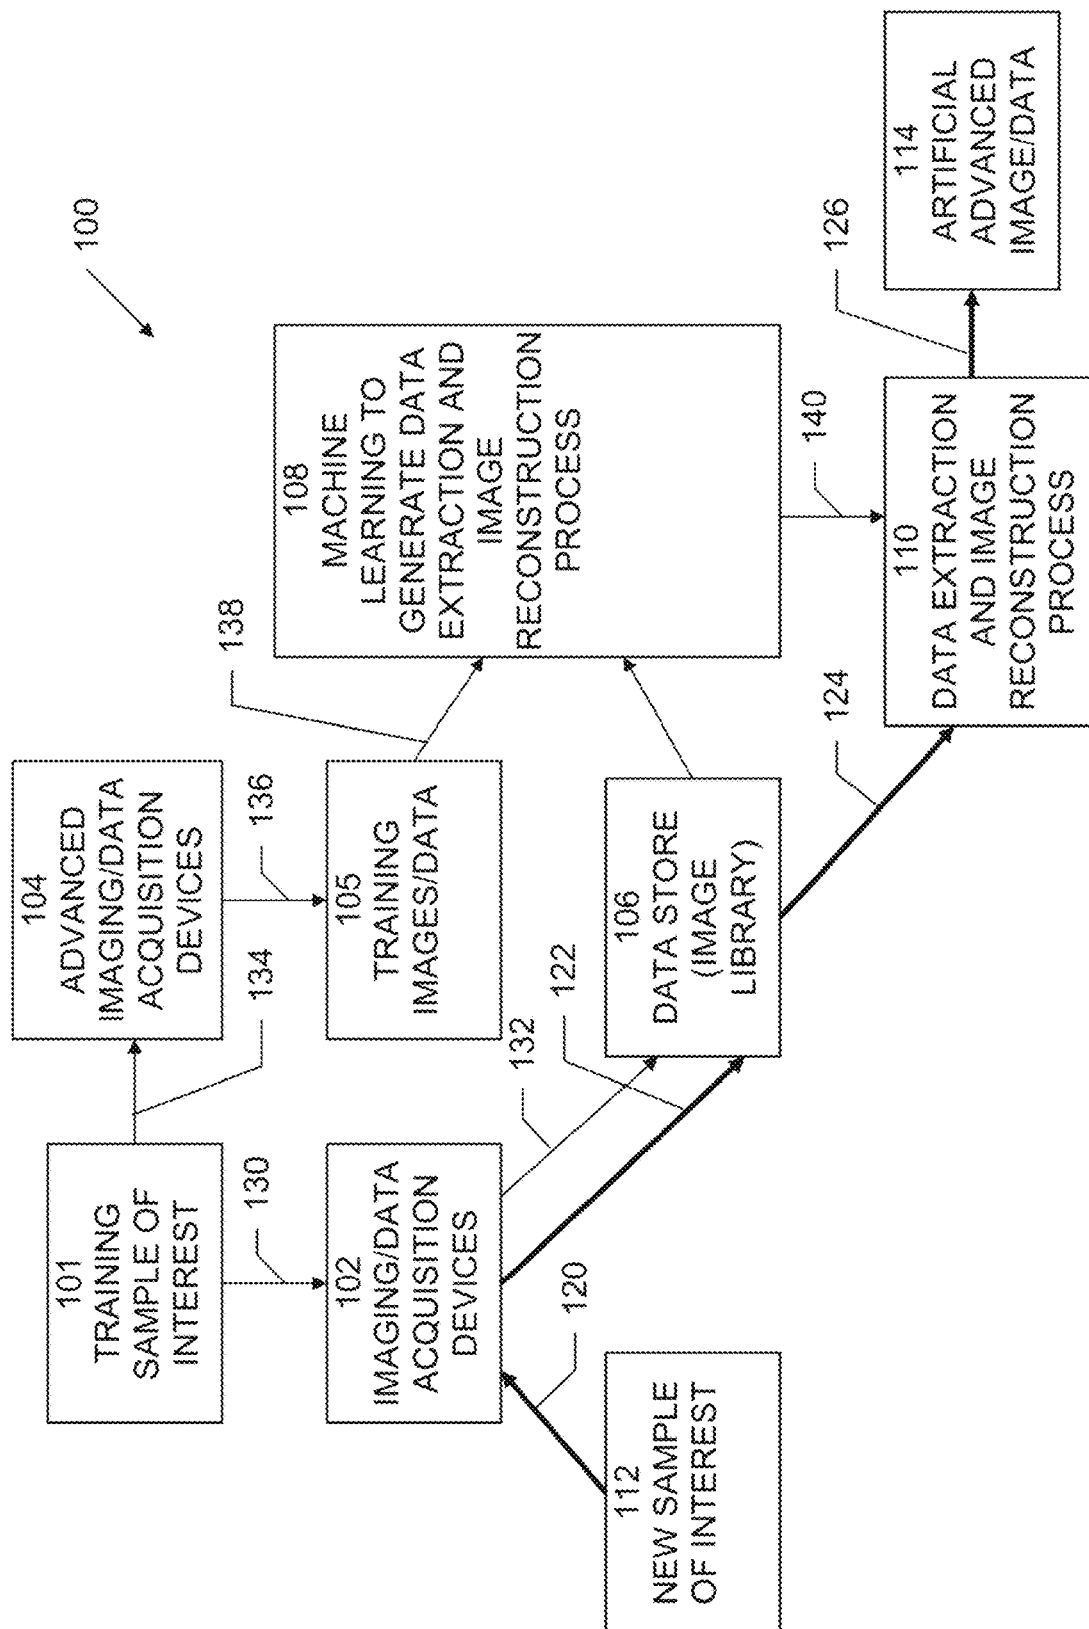 100
101
TRAINING
SAMPLE OF
INTEREST
134
104
ADVANCED
IMAGING/DATA
ACQUISITION
DEVICES
130
136
102
IMAGING/DATA
ACQUISITION
DEVICES
105
TRAINING
IMAGES/DATA
138
108
MACHINE
LEARNING TO
GENERATE DATA
EXTRACTION AND
IMAGE
RECONSTRUCTION
PROCESS
120
132
122
112
NEW SAMPLE
OF INTEREST
106
DATA STORE
(IMAGE
LIBRARY)
124
140
110
DATA EXTRACTION
AND IMAGE
RECONSTRUCTION
PROCESS
126
114
ARTIFICIAL
ADVANCED
IMAGE/DATA